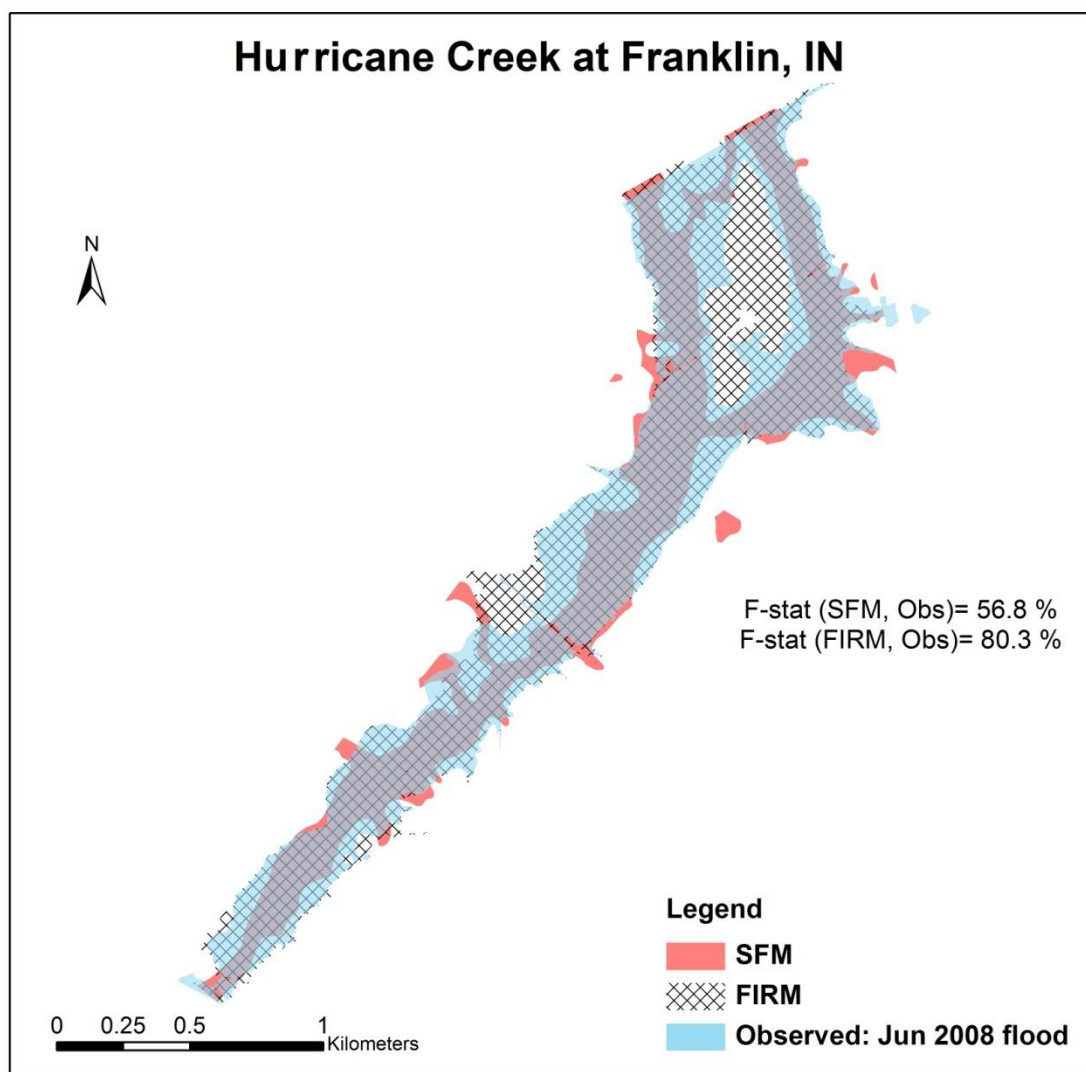 Hurricane Creek at Franklin, IN
N
F-stat (SFM, Obs)= 56.8 %
F-stat (FIRM, Obs)= 80.3 %
Legend
SFM
FIRM
Observed: Jun 2008 flood
0 0.25 0.5 1
Kilometers